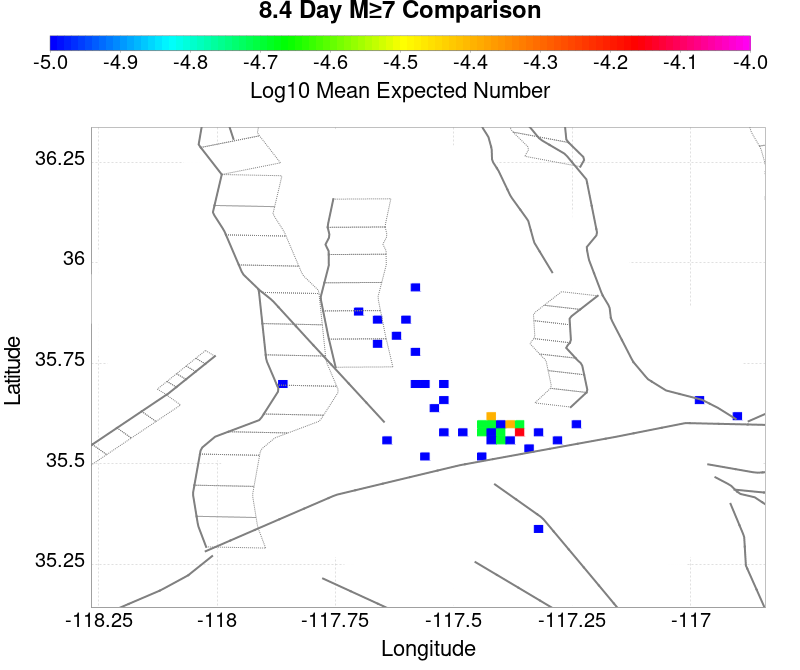 8.4 Day M≥7 Comparison
-5.0 -4.9 -4.8 -4.7 -4.6 -4.5 -4.4 -4.3 -4.2 -4.1 -4.0
Log10 Mean Expected Number
36.25
36
35.75
35.5
35.25
Latitude
-118.25 -118 -117.75 -117.5 -117.25 -117
Longitude